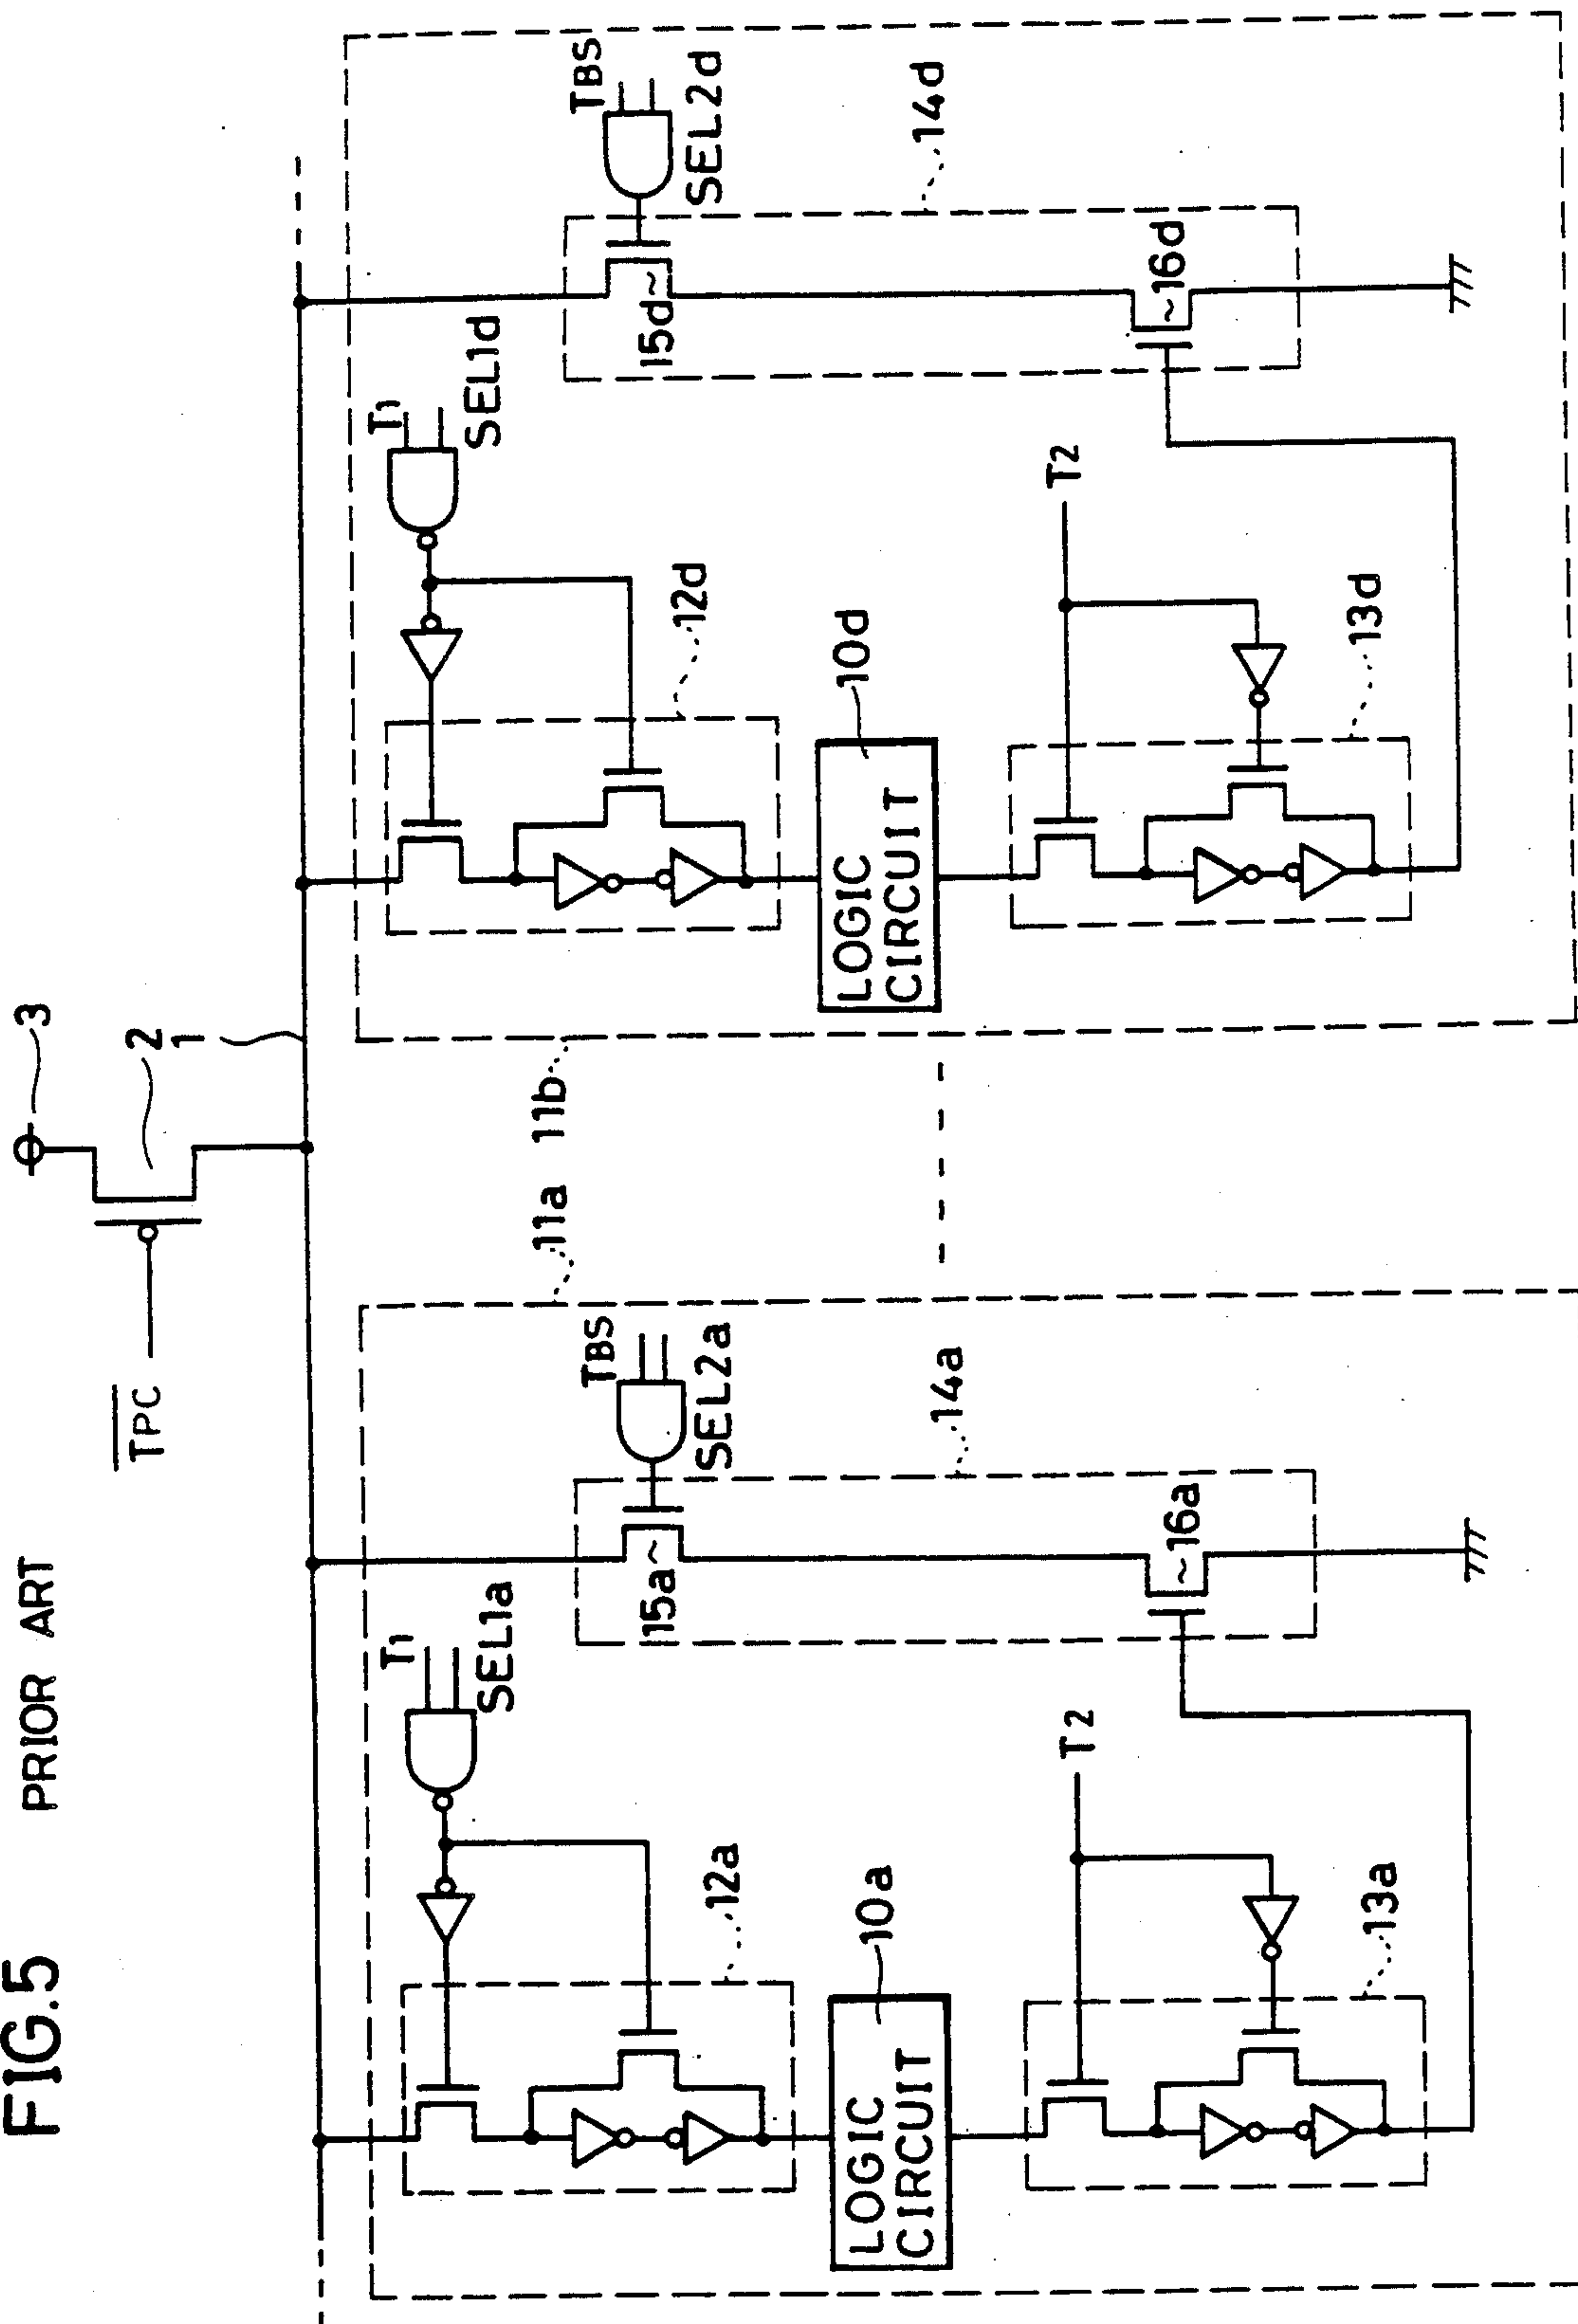 FIG.5 PRIOR ART
TPC
3
2
1
11a
11b
T1
SEL1a
TBS
SEL2a
15a
12a
14a
10a
LOGIC
CIRCUIT
T2
16a
13a
T1
SEL1d
TBS
SEL2d
15d
12d
14d
10d
LOGIC
CIRCUIT
T2
16d
13d